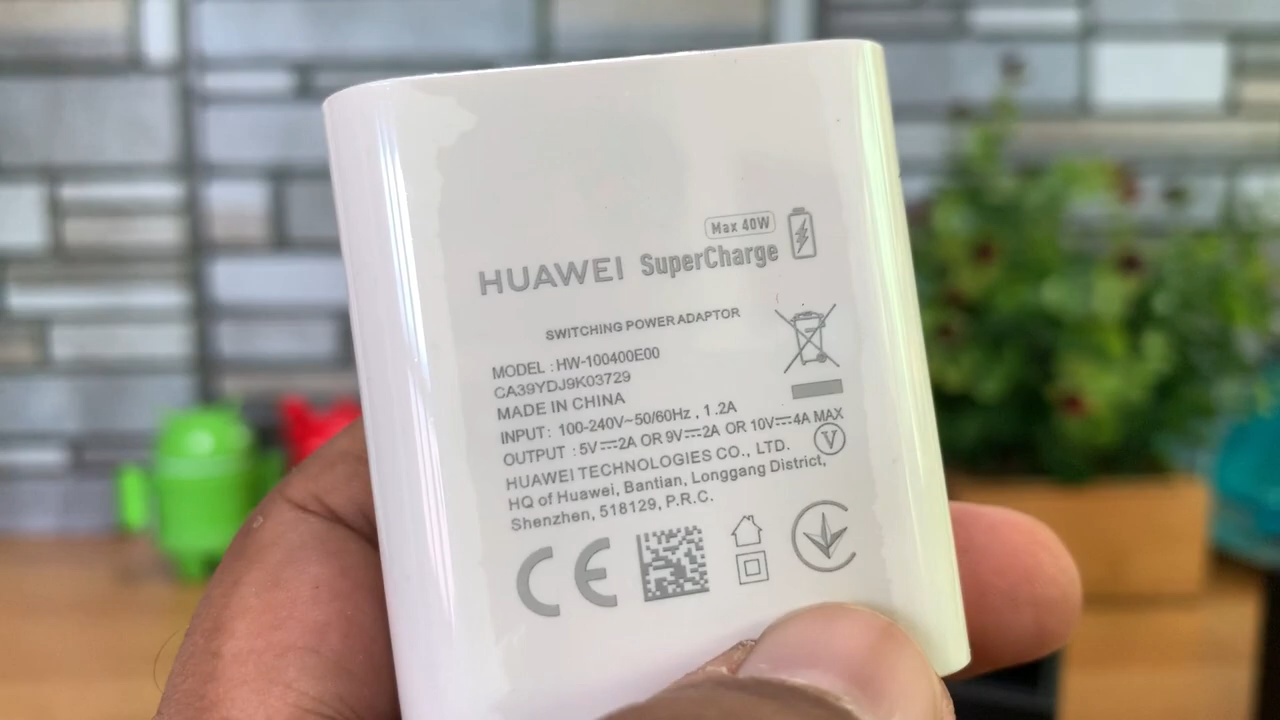 Max 40W
HUAWEI SuperCharge
SWITCHING POWER ADAPTOR
MODEL : HW-100400E00
CA39YDJ9K03729
MADE IN CHINA
INPUT: 100-240V~50/60Hz , 1.2A
OUTPUT : 5V⎓2A OR 9V⎓2A OR 10V⎓4A MAX
HUAWEI TECHNOLOGIES CO., LTD.
V
HQ of Huawei, Bantian, Longgang District,
Shenzhen, 518129, P.R.C.
CE